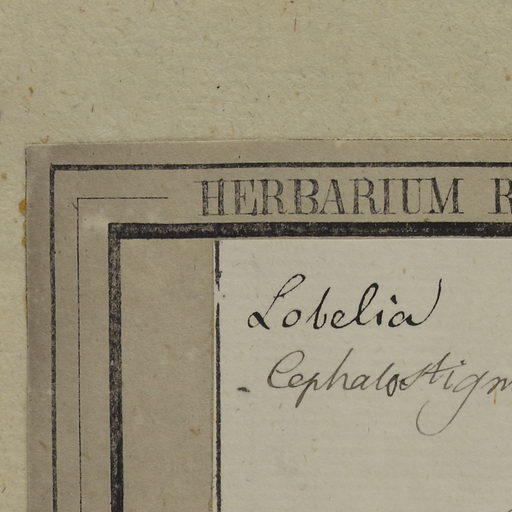 HERBARIUM R
Lobelia
- Cephalostigm